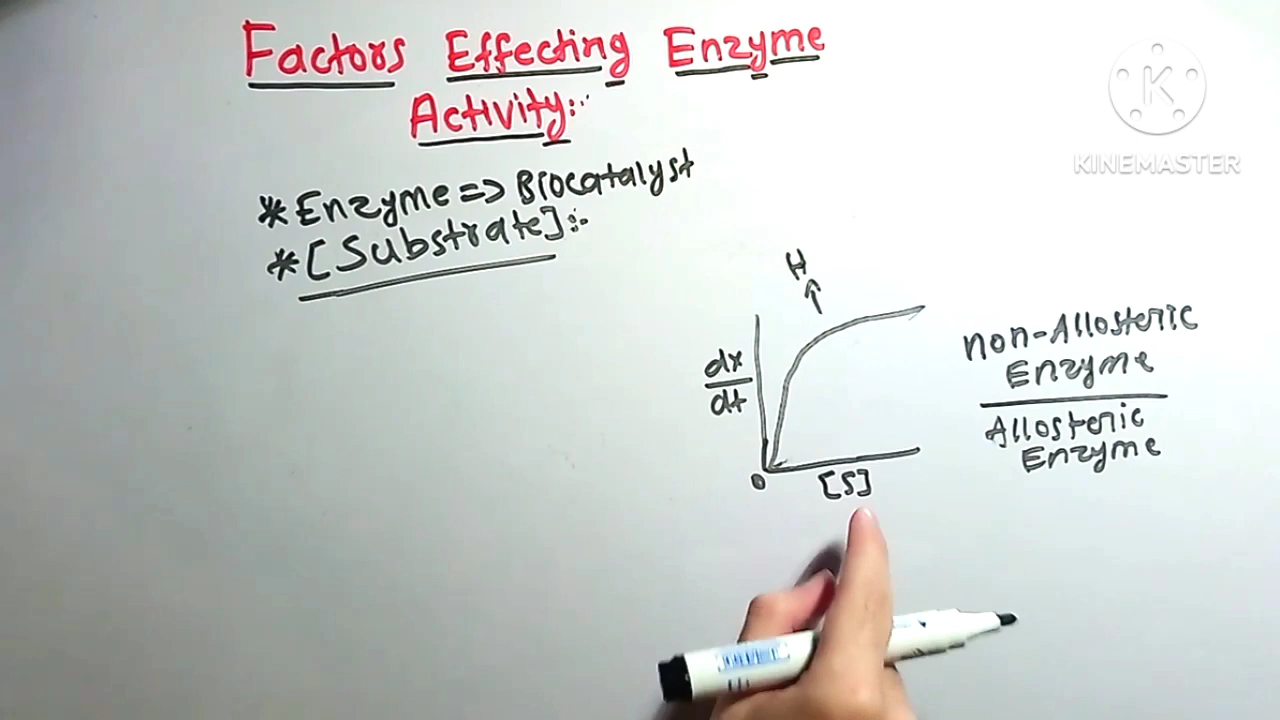 Factors Effecting Enzyme
Activity:-
*Enzyme => Biocatalyst
*[Substrate]:-
H
↑
dx
dt
0
[S]
non-Allosteric
Enzyme
Allosteric
Enzyme
K
KINEMASTER